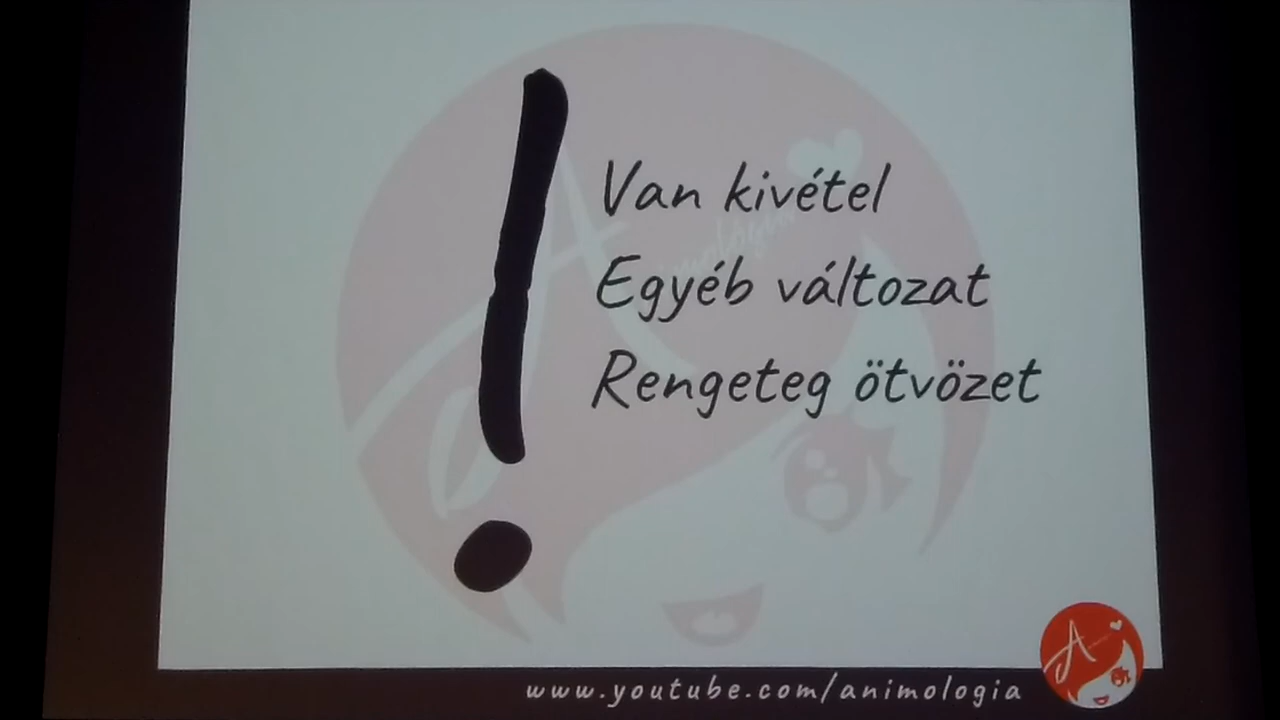 !
Van kivétel
Egyéb változat
Rengeteg ötvözet
www.youtube.com/animologia
A